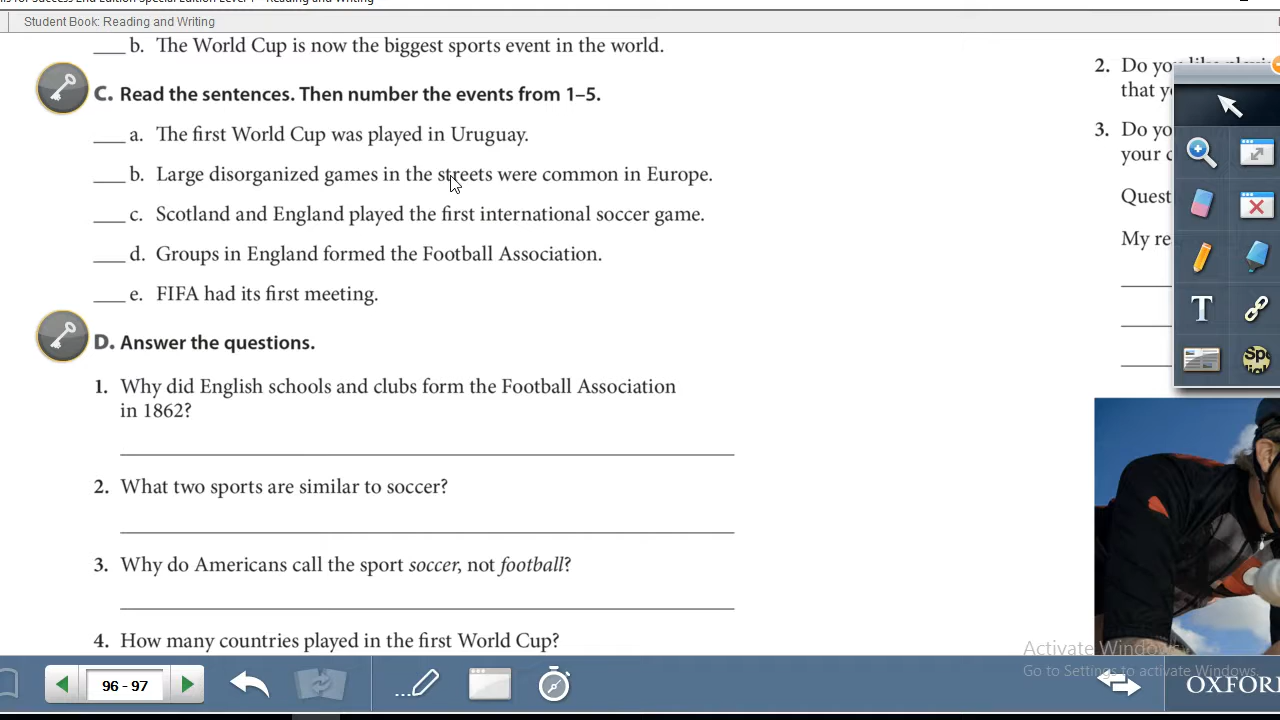 Student Book: Reading and Writing
___ b. The World Cup is now the biggest sports event in the world.
C. Read the sentences. Then number the events from 1–5.
___ a. The first World Cup was played in Uruguay.
___ b. Large disorganized games in the streets were common in Europe.
___ c. Scotland and England played the first international soccer game.
___ d. Groups in England formed the Football Association.
___ e. FIFA had its first meeting.
D. Answer the questions.
1. Why did English schools and clubs form the Football Association
in 1862?
2. What two sports are similar to soccer?
3. Why do Americans call the sport soccer, not football?
4. How many countries played in the first World Cup?
2. Do you
that y
3. Do yo
your c
Quest
My re
T
Activate Windows
Go to Settings to activate Windows.
96 - 97
OXFOR